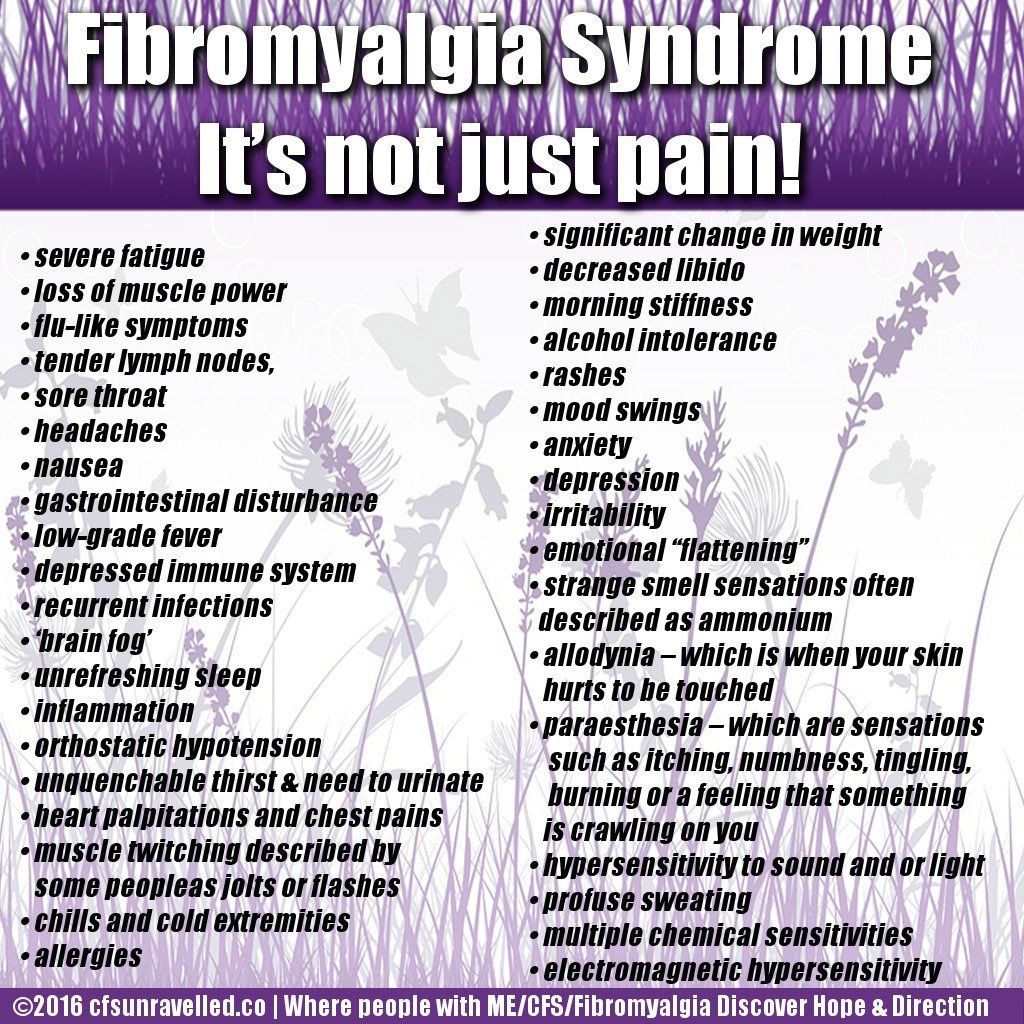 Fibromyalgia Syndrome
It's not just pain!
• severe fatigue
• loss of muscle power
• flu-like symptoms
• tender lymph nodes,
• sore throat
• headaches
• nausea
• gastrointestinal disturbance
• low-grade fever
• depressed immune system
• recurrent infections
• 'brain fog'
• unrefreshing sleep
• inflammation
• orthostatic hypotension
• unquenchable thirst & need to urinate
• heart palpitations and chest pains
• muscle twitching described by
some peopleas jolts or flashes
• chills and cold extremities
• allergies
• significant change in weight
• decreased libido
• morning stiffness
• alcohol intolerance
• rashes
• mood swings
• anxiety
• depression
• irritability
• emotional "flattening"
• strange smell sensations often
described as ammonium
• allodynia – which is when your skin
hurts to be touched
• paraesthesia – which are sensations
such as itching, numbness, tingling,
burning or a feeling that something
is crawling on you
• hypersensitivity to sound and or light
• profuse sweating
• multiple chemical sensitivities
• electromagnetic hypersensitivity
©2016 cfsunravelled.co | Where people with ME/CFS/Fibromyalgia Discover Hope & Direction